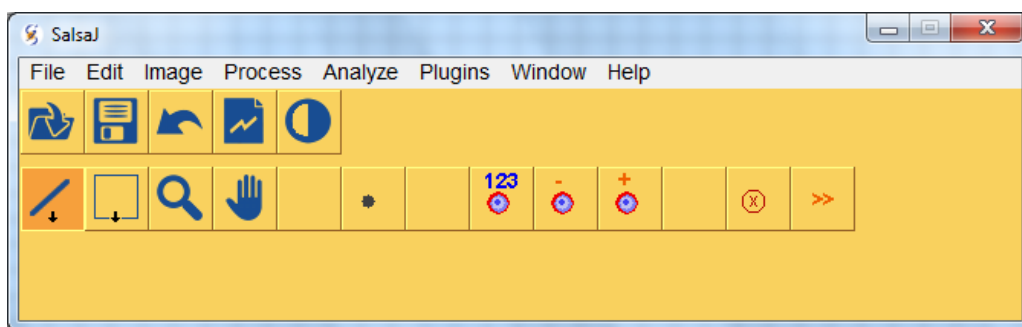 SalsaJ
File Edit Image Process Analyze Plugins Window Help
123 - +
X >>